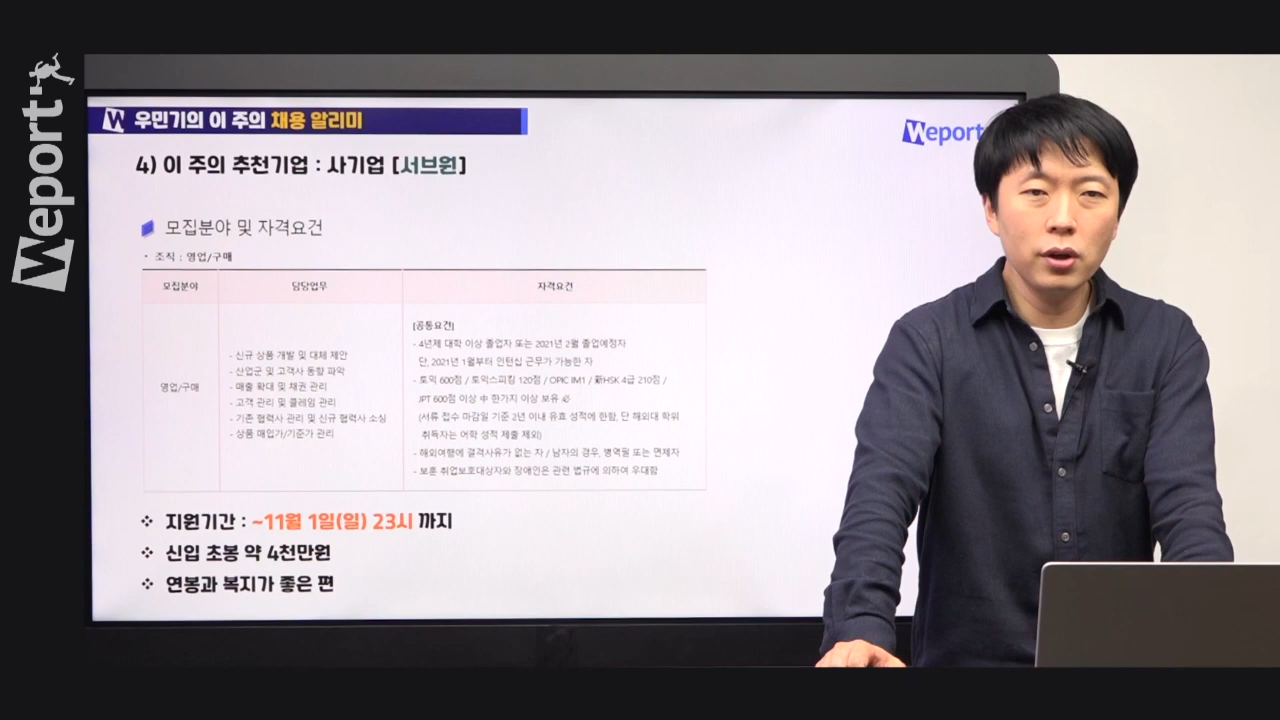 Weport
우민기의 이 주의 채용 알리미
Weport
4) 이 주의 추천기업 : 사기업 [서브원]
모집분야 및 자격요건
· 조직 : 영업/구매
모집분야 담당업무 자격요건
영업/구매
- 신규 상품 개발 및 대체 제안
- 산업군 및 고객사 동향 파악
- 매출 확대 및 채권 관리
- 고객 관리 및 클레임 관리
- 기존 협력사 관리 및 신규 협력사 소싱
- 상품 매입가/기준가 관리
[공통요건]
- 4년제 대학 이상 졸업자 또는 2021년 2월 졸업예정자
단, 2021년 1월부터 인턴십 근무가 가능한 자
- 토익 600점 / 토익스피킹 120점 / OPIC IM1 / 新HSK 4급 210점 /
JPT 600점 이상 中 한가지 이상 보유 必
(서류 접수 마감일 기준 2년 이내 유효 성적에 한함, 단 해외대 학위
취득자는 어학 성적 제출 제외)
- 해외여행에 결격사유가 없는 자 / 남자의 경우, 병역필 또는 면제자
- 보훈 취업보호대상자와 장애인은 관련 법규에 의하여 우대함
❖ 지원기간 : ~11월 1일(일) 23시 까지
❖ 신입 초봉 약 4천만원
❖ 연봉과 복지가 좋은 편